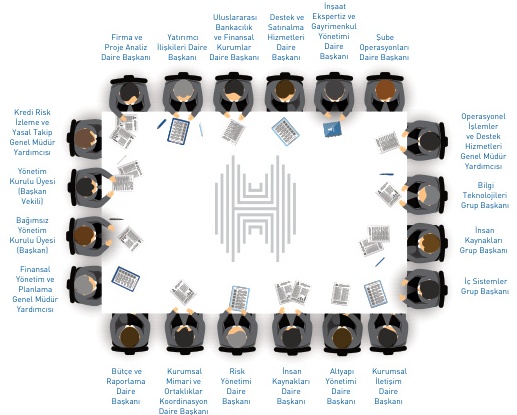 Firma ve
Proje Analiz
Daire Başkanı
Yatırımcı
İlişkileri Daire
Başkanı
Uluslararası
Bankacılık
ve Finansal
Kurumlar
Daire Başkanı
Destek ve
Satınalma
Hizmetleri
Daire
Başkanı
İnşaat
Ekspertiz ve
Gayrimenkul
Yönetimi
Daire
Başkanı
Şube
Operasyonları
Daire Başkanı
Kredi Risk
İzleme ve
Yasal Takip
Genel Müdür
Yardımcısı
Yönetim
Kurulu Üyesi
(Başkan
Vekili)
Bağımsız
Yönetim
Kurulu Üyesi
(Başkan)
Finansal
Yönetim ve
Planlama
Genel Müdür
Yardımcısı
Operasyonel
İşlemler
ve Destek
Hizmetleri
Genel Müdür
Yardımcısı
Bilgi
Teknolojileri
Grup Başkanı
İnsan
Kaynakları
Grup Başkanı
İç Sistemler
Grup Başkanı
Bütçe ve
Raporlama
Daire
Başkanı
Kurumsal
Mimari ve
Ortaklıklar
Koordinasyon
Daire Başkanı
Risk
Yönetimi
Daire
Başkanı
İnsan
Kaynakları
Daire
Başkanı
Altyapı
Yönetimi
Daire
Başkanı
Kurumsal
İletişim
Daire
Başkanı